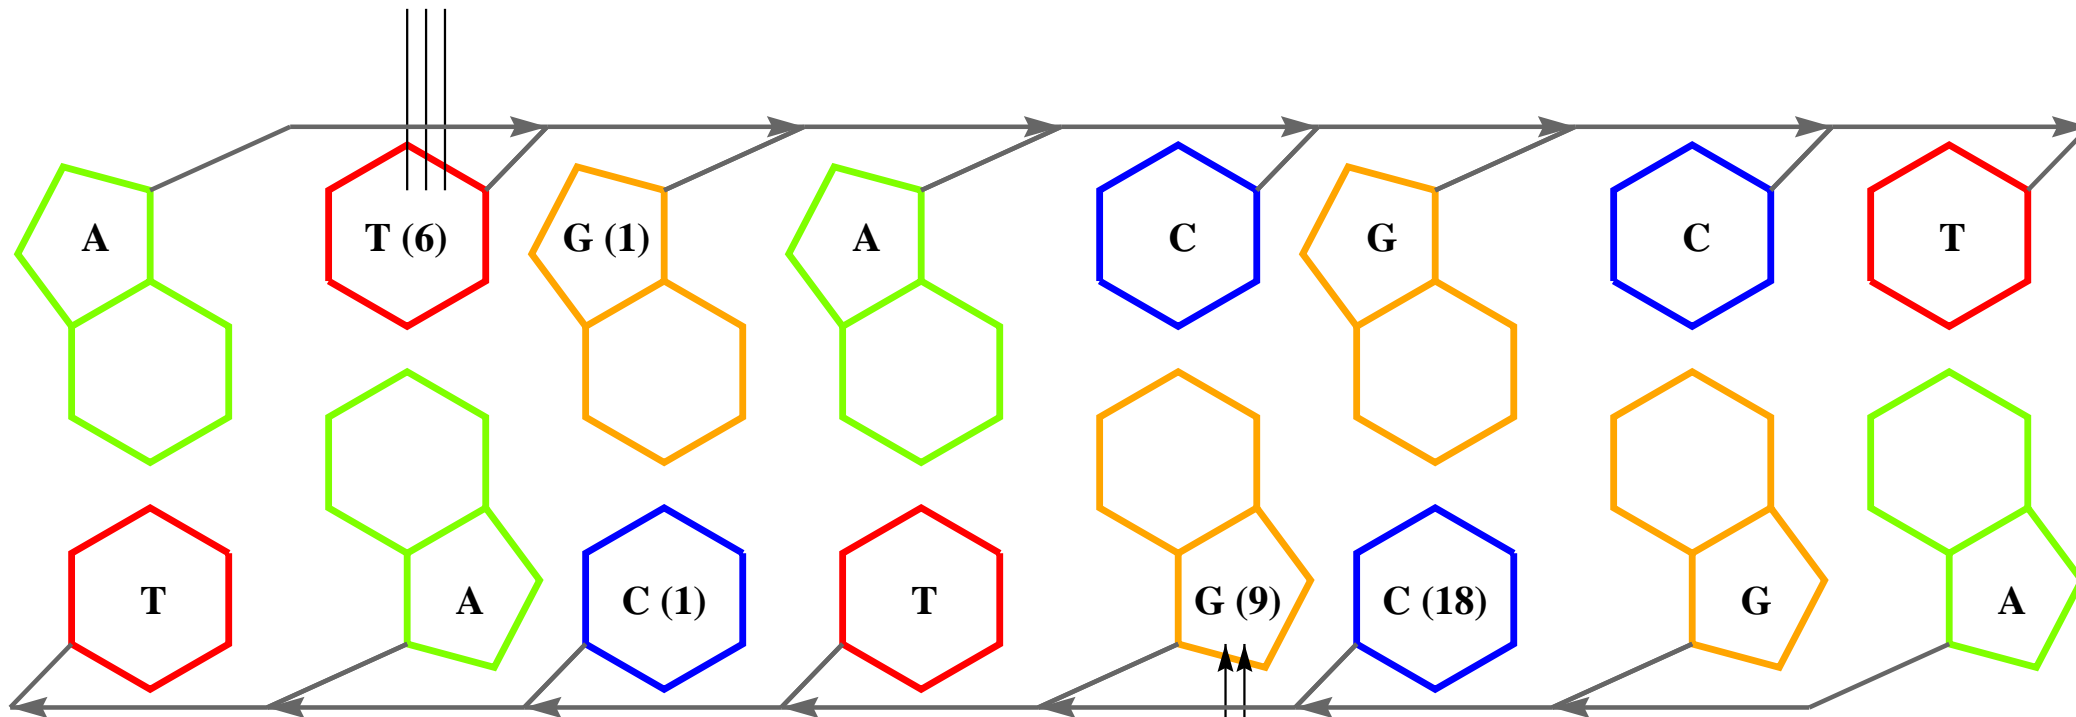 A T (6) G (1) A C G C T
T A C (1) T G (9) C (18) G A